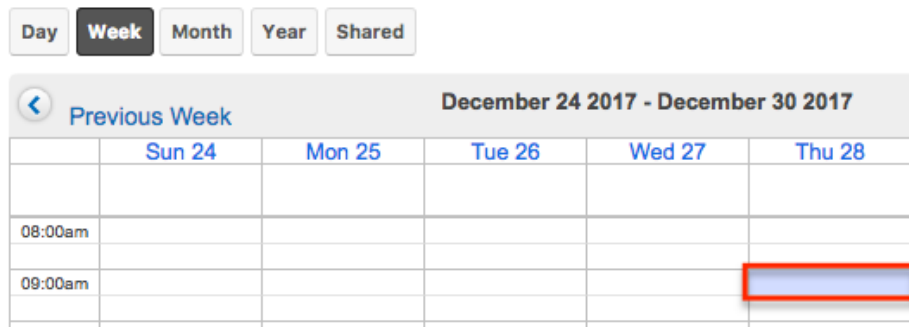 Day Week Month Year Shared
Previous Week December 24 2017 - December 30 2017
Sun 24 Mon 25 Tue 26 Wed 27 Thu 28
08:00am
09:00am